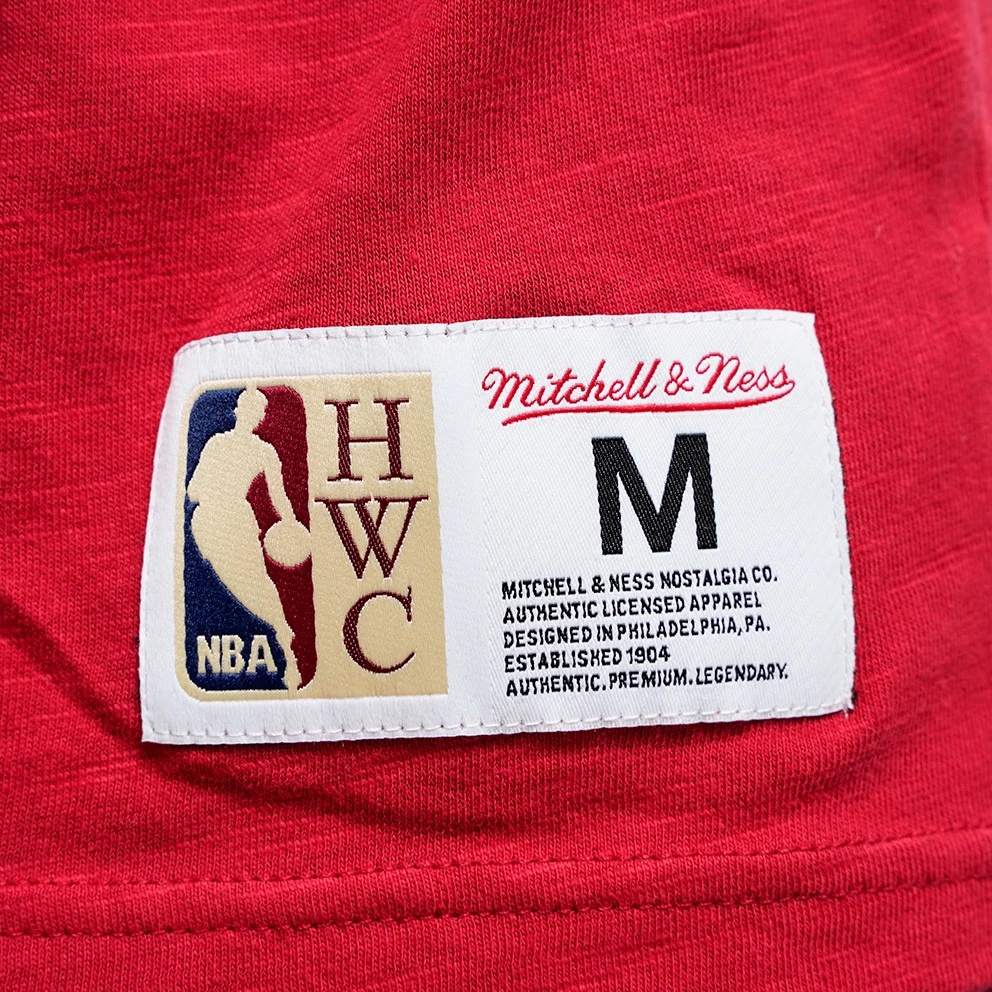 NBA
H
W
C
Mitchell & Ness
M
MITCHELL & NESS NOSTALGIA CO.
AUTHENTIC LICENSED APPAREL
DESIGNED IN PHILADELPHIA, PA.
ESTABLISHED 1904
AUTHENTIC. PREMIUM. LEGENDARY.